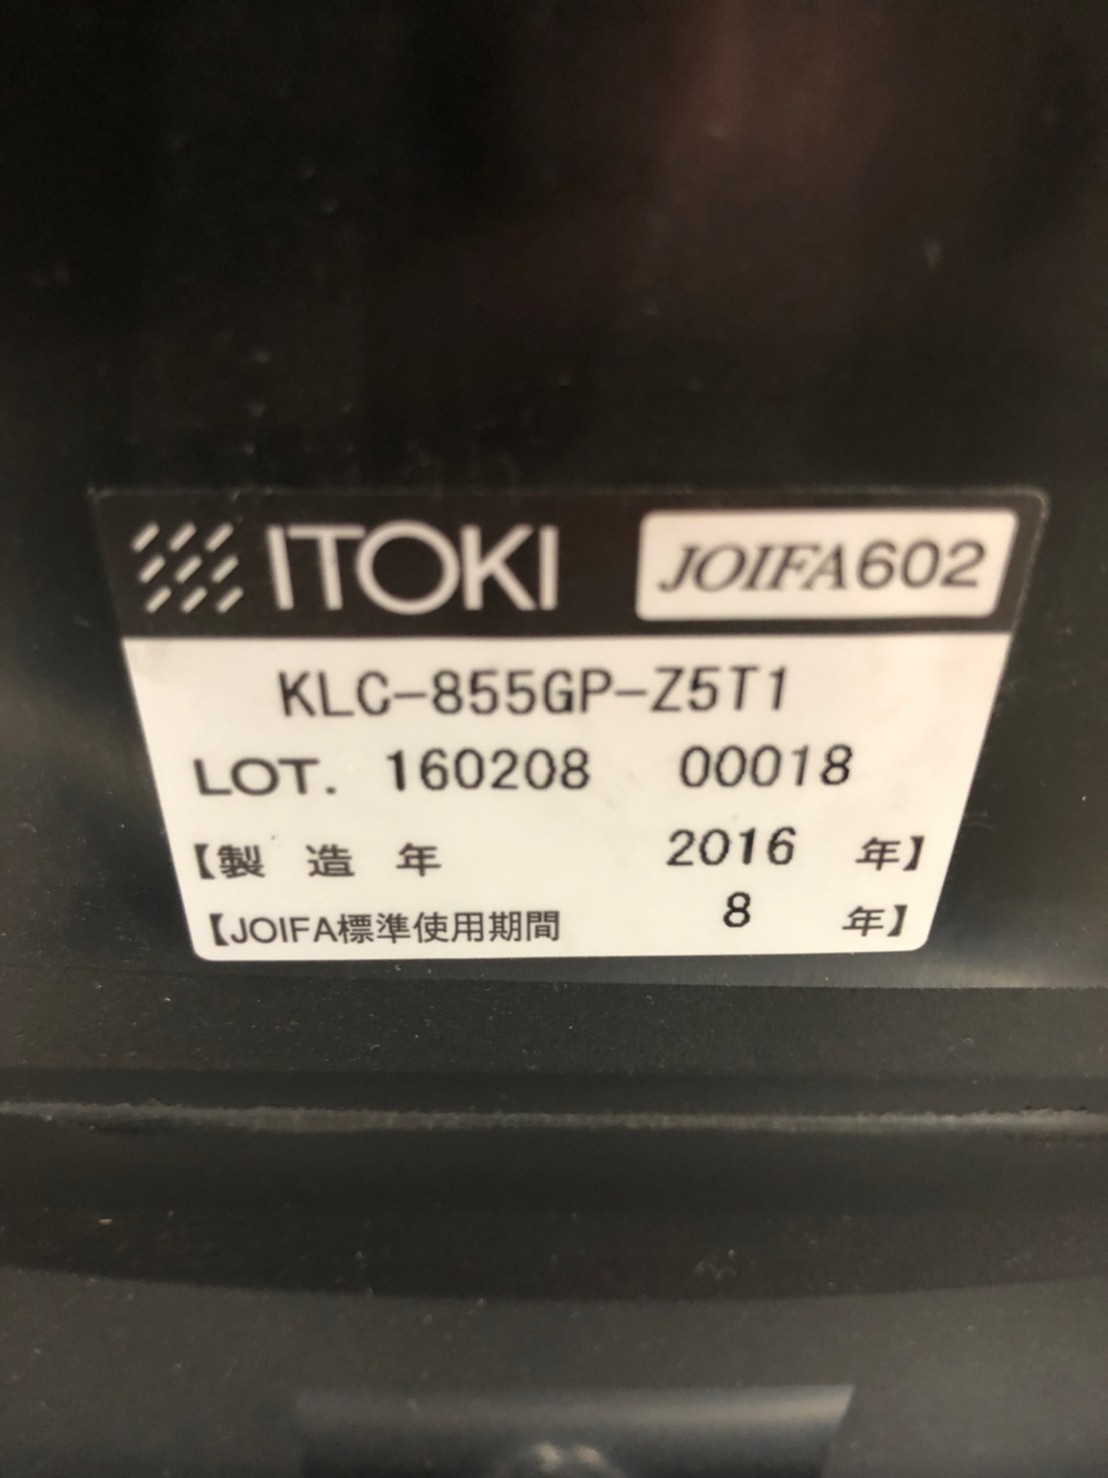 ITOKI JOIFA602
KLC-855GP-Z5T1
LOT. 160208 00018
【製 造 年 2016 年】
【JOIFA標準使用期間 8 年】